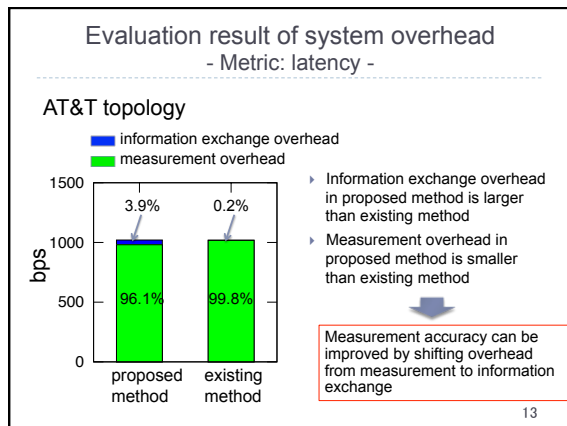 Evaluation result of system overhead
- Metric: latency -
AT&T topology
information exchange overhead
measurement overhead
1500
1000
500
0
bps
3.9%
0.2%
96.1%
99.8%
proposed
method
existing
method
Information exchange overhead
in proposed method is larger
than existing method
Measurement overhead in
proposed method is smaller
than existing method
Measurement accuracy can be
improved by shifting overhead
from measurement to information
exchange
13